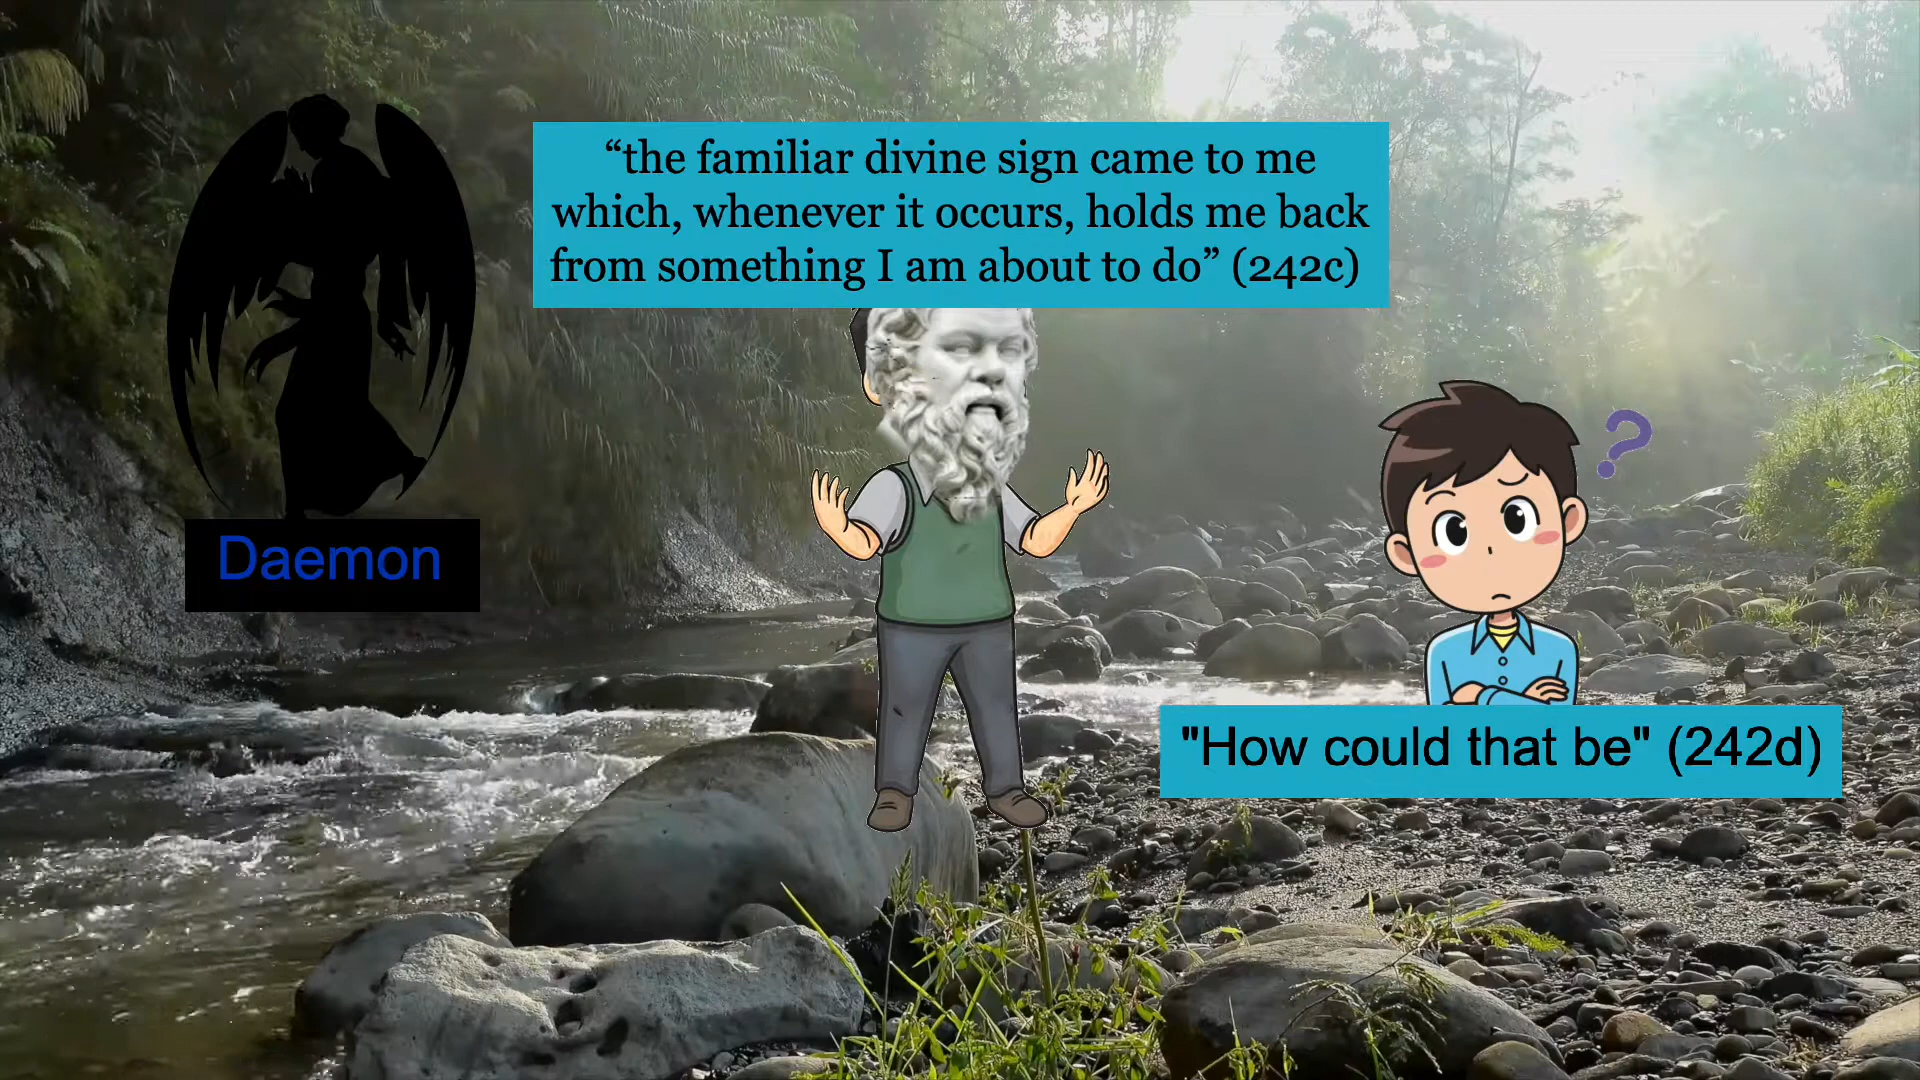 “the familiar divine sign came to me
which, whenever it occurs, holds me back
from something I am about to do” (242c)
?
Daemon
"How could that be" (242d)